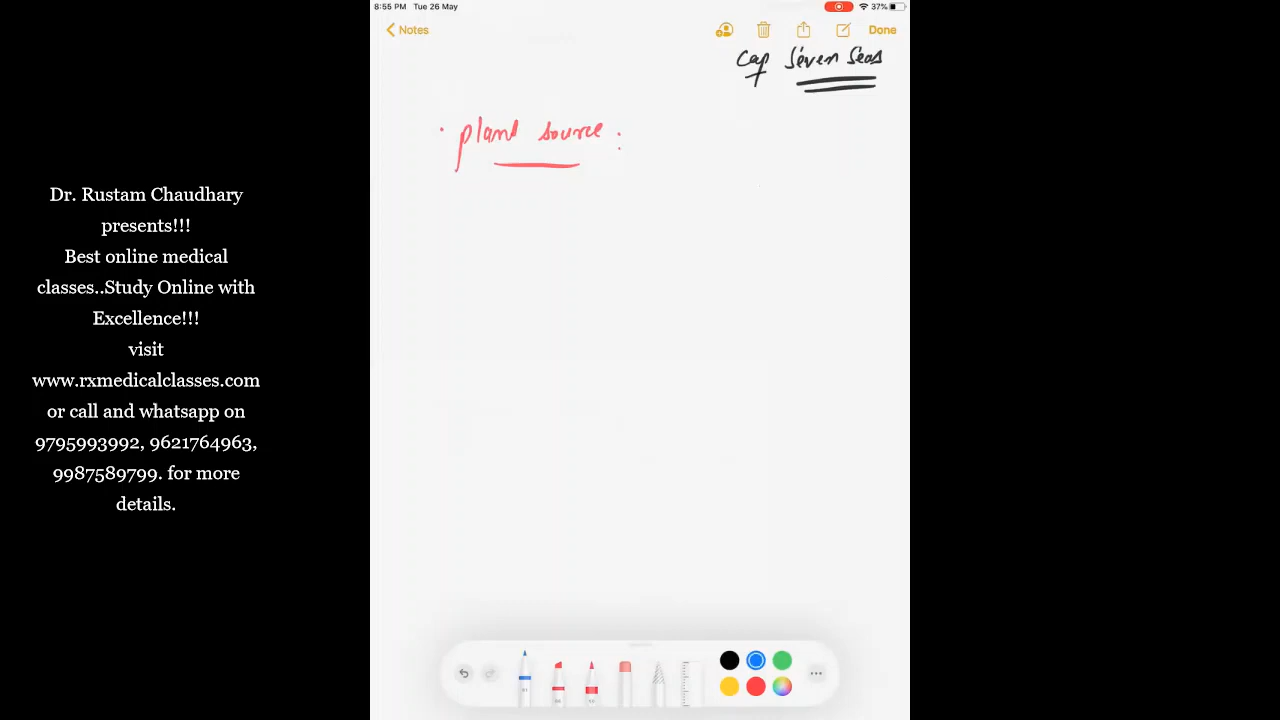 8:55 PM Tue 26 May
37%
Notes
Done
Cap Seven Seas
• plant source :
Dr. Rustam Chaudhary
presents!!!
Best online medical
classes..Study Online with
Excellence!!!
visit
www.rxmedicalclasses.com
or call and whatsapp on
9795993992, 9621764963,
9987589799. for more
details.